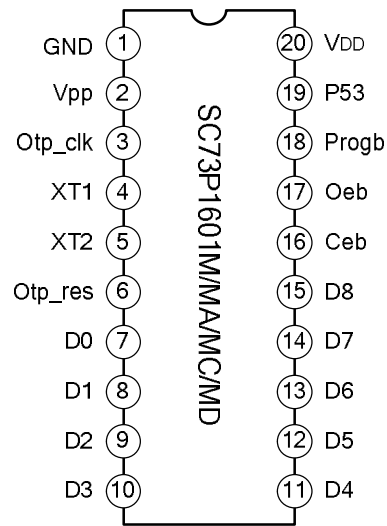 GND 1 20 VDD
Vpp 2 19 P53
Otp_clk 3 18 Progb
XT1 4 17 Oeb
XT2 5 16 Ceb
Otp_res 6 15 D8
D0 7 14 D7
D1 8 13 D6
D2 9 12 D5
D3 10 11 D4
SC73P1601M/MA/MC/MD